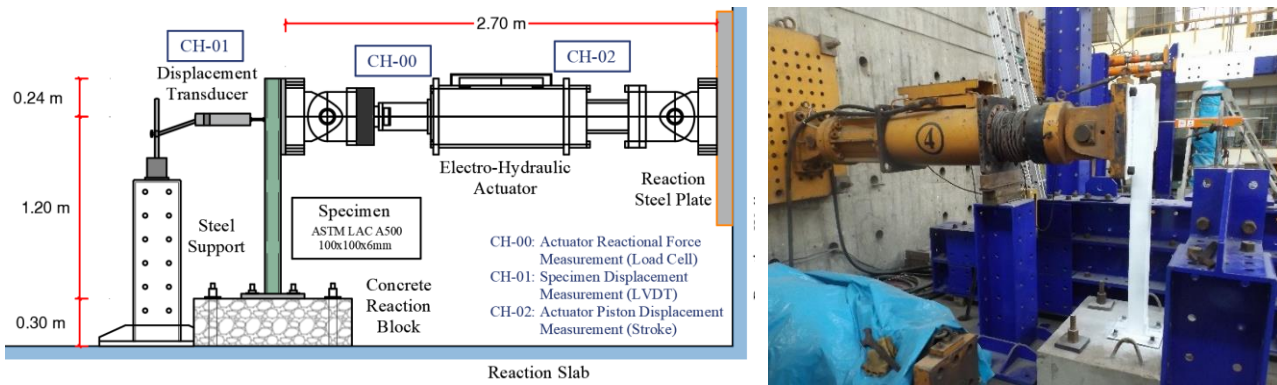 2.70 m
CH-01
Displacement
Transducer
CH-00
CH-02
0.24 m
1.20 m
0.30 m
Electro-Hydraulic
Actuator
Reaction
Steel Plate
Steel
Support
Specimen
ASTM LAC A500
100x100x6mm
Concrete
Reaction
Block
CH-00: Actuator Reactional Force
Measurement (Load Cell)
CH-01: Specimen Displacement
Measurement (LVDT)
CH-02: Actuator Piston Displacement
Measurement (Stroke)
Reaction Slab
4